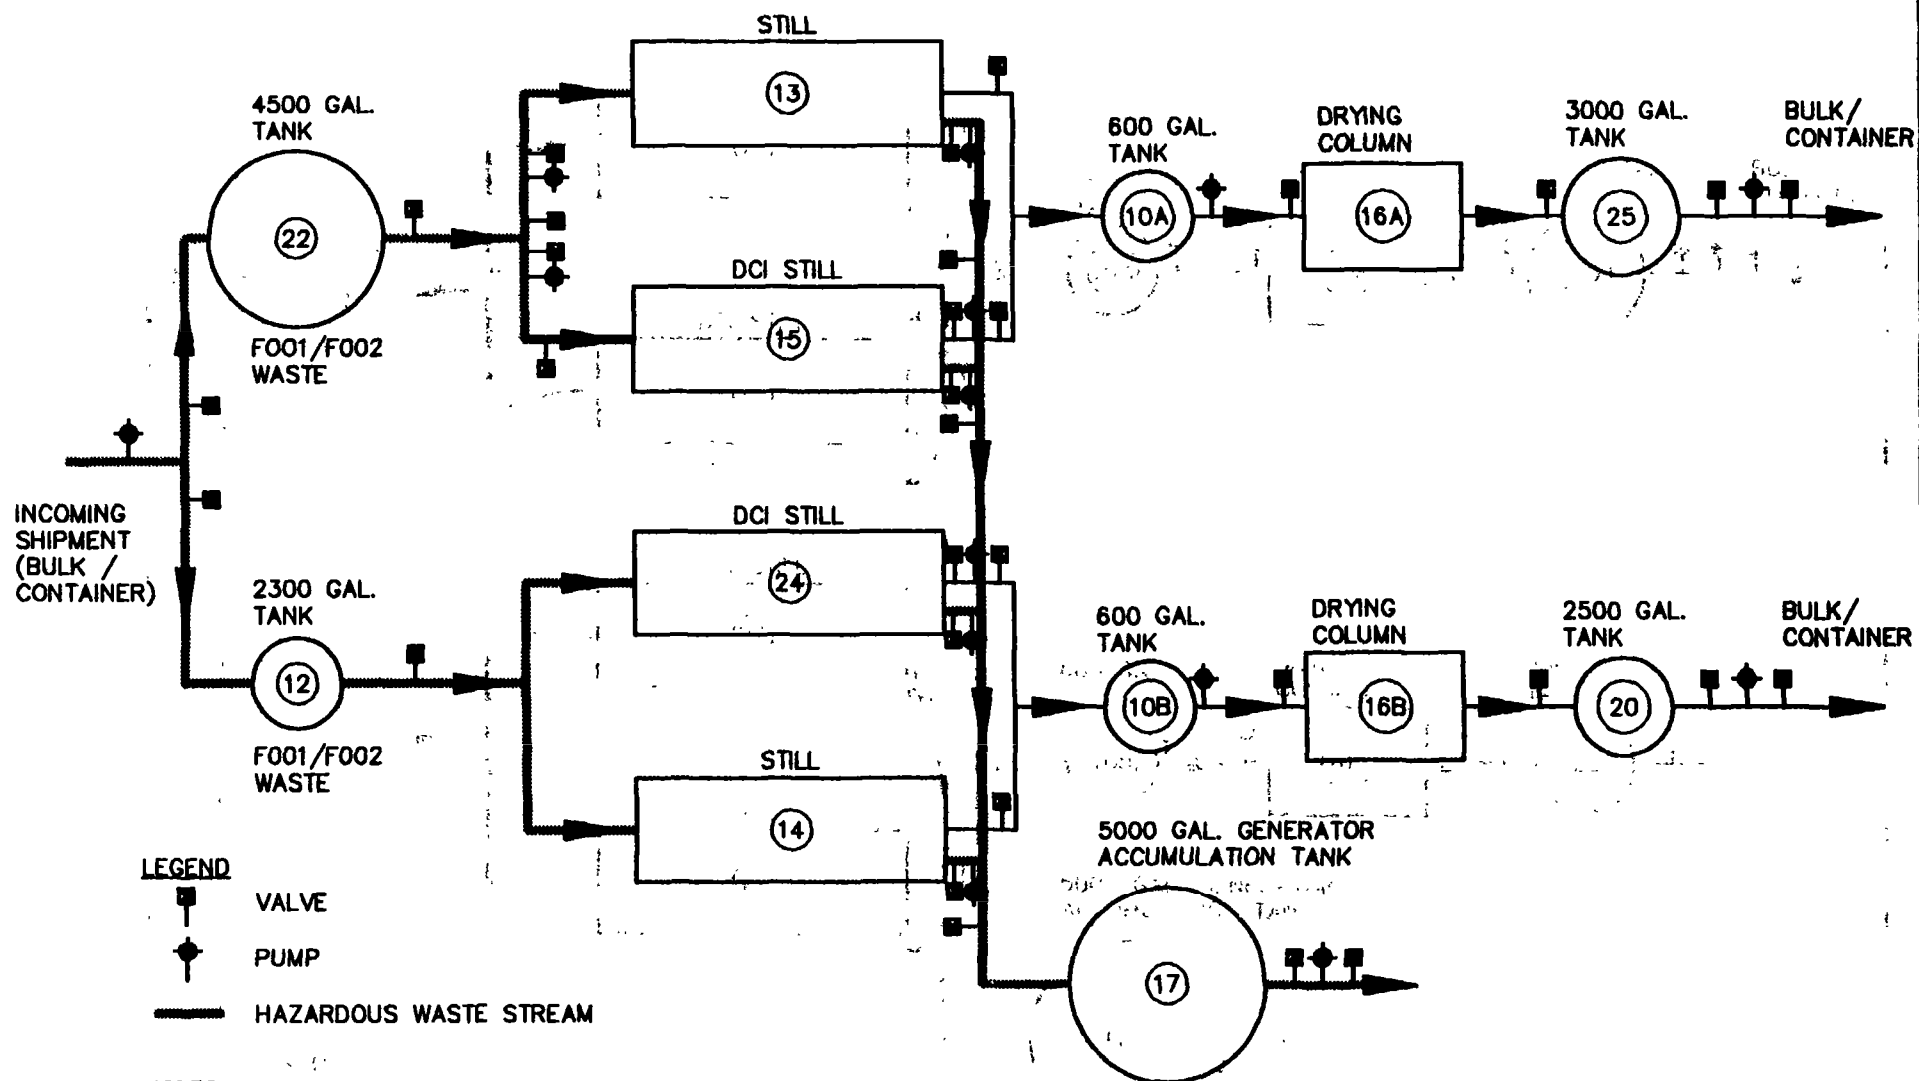 STILL
13
4500 GAL.
TANK
22
F001/F002
WASTE
DCI STILL
15
600 GAL.
TANK
10A
DRYING
COLUMN
16A
3000 GAL.
TANK
25
BULK/
CONTAINER
INCOMING
SHIPMENT
(BULK /
CONTAINER)
2300 GAL.
TANK
12
F001/F002
WASTE
DCI STILL
24
STILL
14
600 GAL.
TANK
10B
DRYING
COLUMN
16B
2500 GAL.
TANK
20
BULK/
CONTAINER
5000 GAL. GENERATOR
ACCUMULATION TANK
17
LEGEND
VALVE
PUMP
HAZARDOUS WASTE STREAM